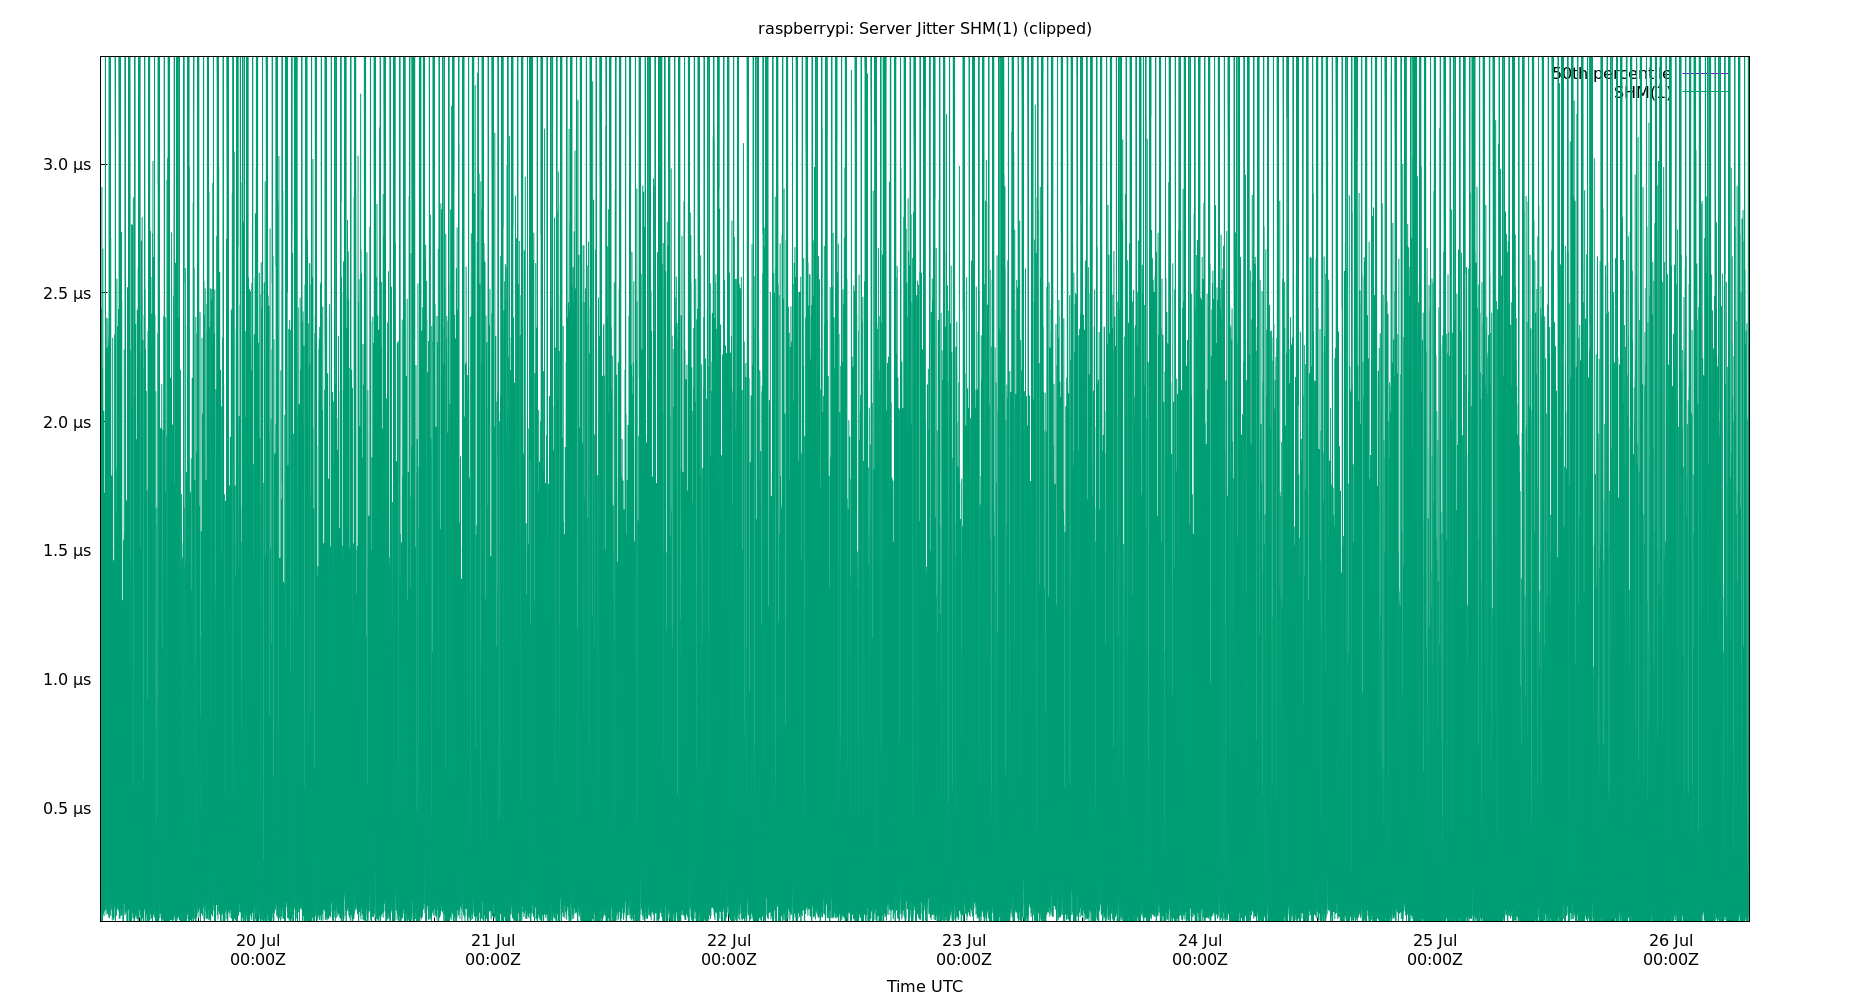 raspberrypi: Server Jitter SHM(1) (clipped)
50th percentile
SHM(1)
3.0 µs
2.5 µs
2.0 µs
1.5 µs
1.0 µs
0.5 µs
20 Jul 21 Jul 22 Jul 23 Jul 24 Jul 25 Jul 26 Jul
00:00Z 00:00Z 00:00Z 00:00Z 00:00Z 00:00Z 00:00Z
Time UTC